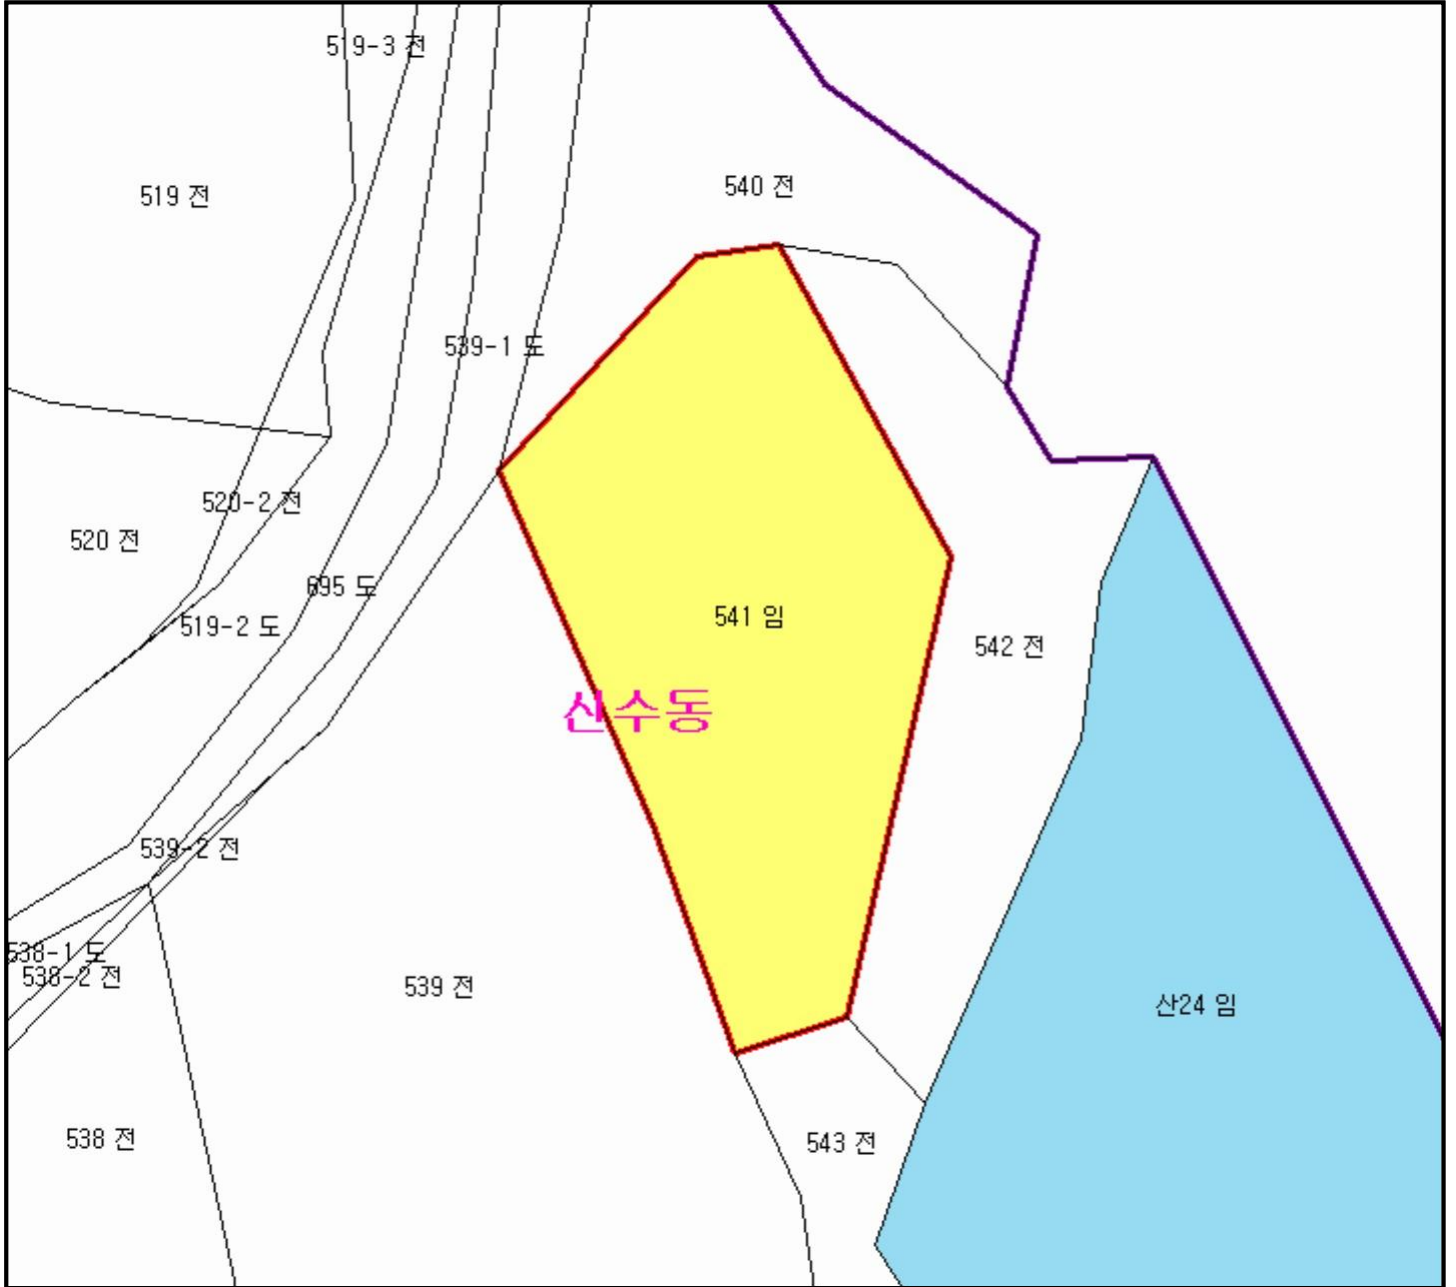 519-3 전
519 전
540 전
539-1 도
520-2 전
520 전
695 도
541 임
519-2 도
542 전
산수동
539-2 전
538-1 도
538-2 전
539 전
산24 임
538 전
543 전